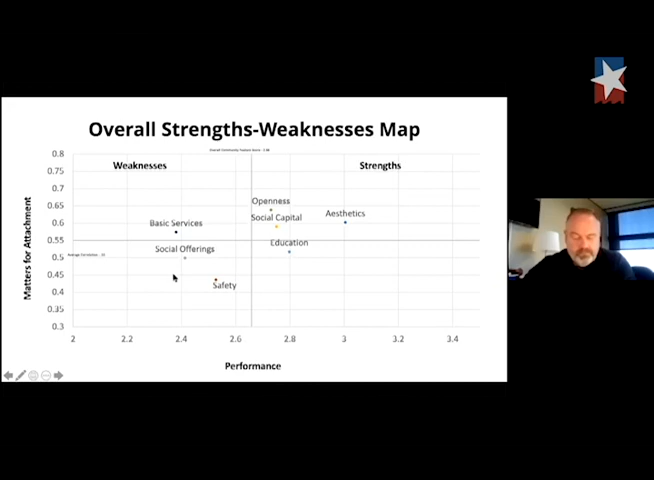 Overall Strengths-Weaknesses Map
0.8
Weaknesses
Strengths
0.75
0.7
0.65
Openness
Social Capital
Aesthetics
0.6
Basic Services
0.55
Education
Social Offerings
0.5
0.45
Safety
0.4
0.35
0.3
Matters for Attachment
2
2.2
2.4
2.6
2.8
3
3.2
3.4
Performance